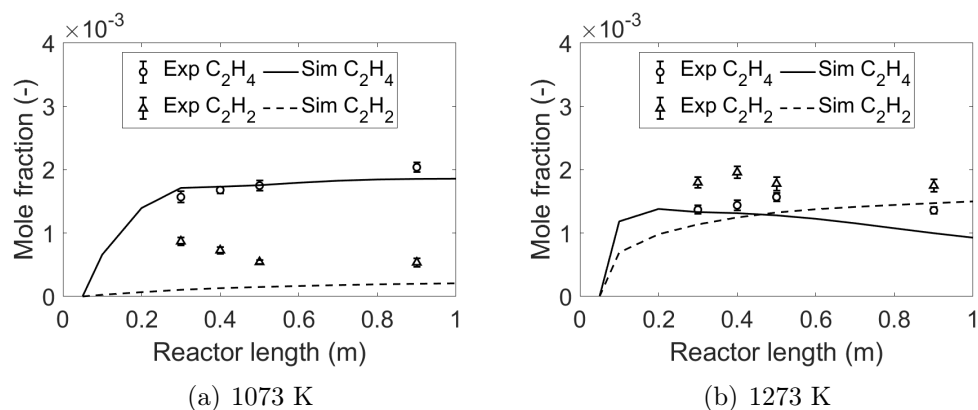 ×10⁻³
4
3
2
1
0
Mole fraction (-)
Exp C₂H₄ Sim C₂H₄
Exp C₂H₂ Sim C₂H₂
0 0.2 0.4 0.6 0.8 1
Reactor length (m)
(a) 1073 K
×10⁻³
4
3
2
1
0
Mole fraction (-)
Exp C₂H₄ Sim C₂H₄
Exp C₂H₂ Sim C₂H₂
0 0.2 0.4 0.6 0.8 1
Reactor length (m)
(b) 1273 K